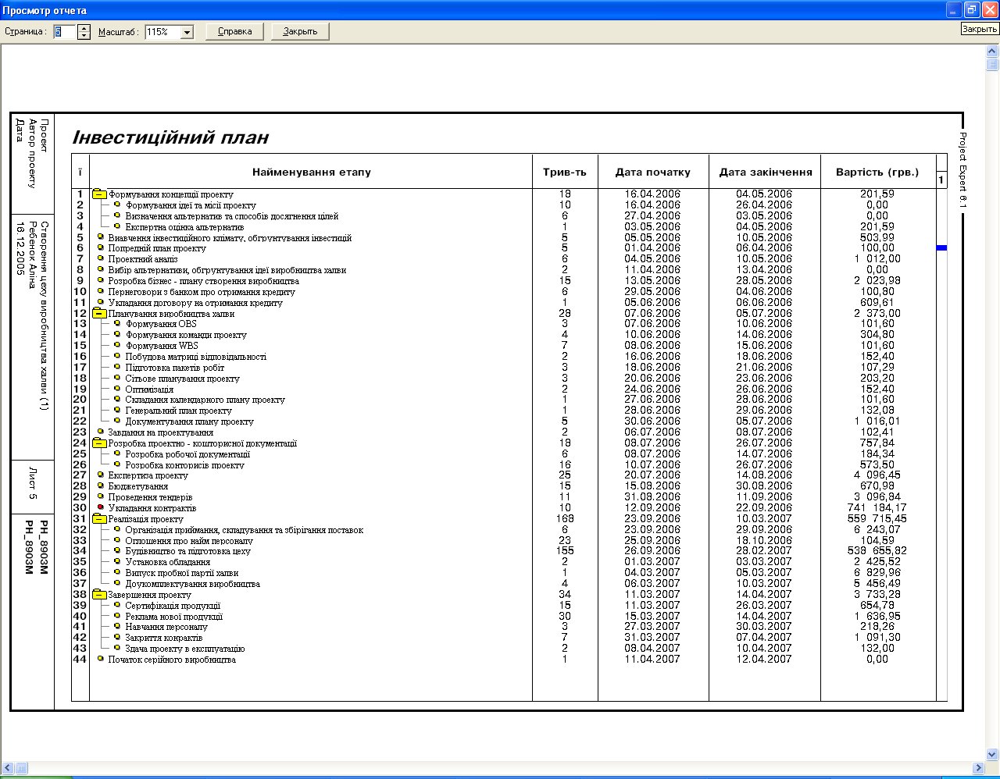 Просмотр отчета
Страница : 5 Масштаб : 115% Справка Закрыть
Закрыть
Проект
Автор проекту
Дата
Створення цеху виробництва халви (1)
Ребенок Аліна
16.12.2005
Лист 5
PH_8903M
PH_8903M
Project Expert 6.1
Інвестиційний план
ї Найменування етапу Трив-ть Дата початку Дата закінчення Вартість (грв.) 1
1 Формування концепції проекту 18 16.04.2006 04.05.2006 201,59
2 Формування ідеї та місії проекту 10 16.04.2006 26.04.2006 0,00
3 Визначення альтернатив та способів досягнення цілей 6 27.04.2006 03.05.2006 0,00
4 Експертна оцінка альтернатив 1 03.05.2006 04.05.2006 201,59
5 Виавчення інвестиційного клімату, обгрунтування інвестицій 5 05.05.2006 10.05.2006 503,99
6 Попредній план проекту 5 01.04.2006 06.04.2006 100,00
7 Проектний аналіз 6 04.05.2006 10.05.2006 1 012,00
8 Вибір альтернативи, обгрунтування ідеї виробництва халви 2 11.04.2006 13.04.2006 0,00
9 Розробка бізнес - плану створення виробництва 15 13.05.2006 28.05.2006 2 023,98
10 Пернеговори з банком про отримання кредиту 6 29.05.2006 04.06.2006 100,80
11 Укладання договору на отримання кредиту 1 05.06.2006 06.06.2006 609,61
12 Планування виробництва халви 28 07.06.2006 05.07.2006 2 373,00
13 Формування OBS 3 07.06.2006 10.06.2006 101,60
14 Формування команди проекту 4 10.06.2006 14.06.2006 304,80
15 Формування WBS 7 08.06.2006 15.06.2006 101,60
16 Побудова матриці відповідальності 2 16.06.2006 18.06.2006 152,40
17 Підготовка пакетів робіт 3 18.06.2006 21.06.2006 107,29
18 Сітьове планування проекту 3 20.06.2006 23.06.2006 203,20
19 Оптимізація 2 24.06.2006 26.06.2006 152,40
20 Складання календарного плану проекту 1 27.06.2006 28.06.2006 101,60
21 Генеральний план проекту 1 28.06.2006 29.06.2006 132,08
22 Документування плану проекту 5 30.06.2006 05.07.2006 1 016,01
23 Завдання на проектування 2 06.07.2006 08.07.2006 102,41
24 Розробка проектно - кошторисної документації 18 08.07.2006 26.07.2006 757,84
25 Розробка робочої документації 6 08.07.2006 14.07.2006 184,34
26 Розробка конторисів проекту 16 10.07.2006 26.07.2006 573,50
27 Експертиза проекту 25 20.07.2006 14.08.2006 4 096,45
28 Бюджетування 15 15.08.2006 30.08.2006 670,98
29 Проведення тендерів 11 31.08.2006 11.09.2006 3 096,84
30 Укладання контрактів 10 12.09.2006 22.09.2006 741 184,17
31 Реалізація проекту 168 23.09.2006 10.03.2007 559 715,45
32 Організація приймання, складування та збірігання поставок 6 23.09.2006 29.09.2006 6 243,07
33 Оглошення про найм персоналу 23 25.09.2006 18.10.2006 104,59
34 Будівництво та підготовка цеху 155 26.09.2006 28.02.2007 538 655,82
35 Установка обладання 2 01.03.2007 03.03.2007 2 425,52
36 Випуск пробної партії халви 1 04.03.2007 05.03.2007 6 829,96
37 Доукомплектування виробництва 4 06.03.2007 10.03.2007 5 456,49
38 Завершення проекту 34 11.03.2007 14.04.2007 3 733,28
39 Сертифікація продукції 15 11.03.2007 26.03.2007 654,78
40 Реклама нової продукції 30 15.03.2007 14.04.2007 1 636,95
41 Навчання персоналу 3 27.03.2007 30.03.2007 218,26
42 Закриття конрактів 7 31.03.2007 07.04.2007 1 091,30
43 Здача проекту в експлуатацію 2 08.04.2007 10.04.2007 132,00
44 Початок серійного виробництва 1 11.04.2007 12.04.2007 0,00